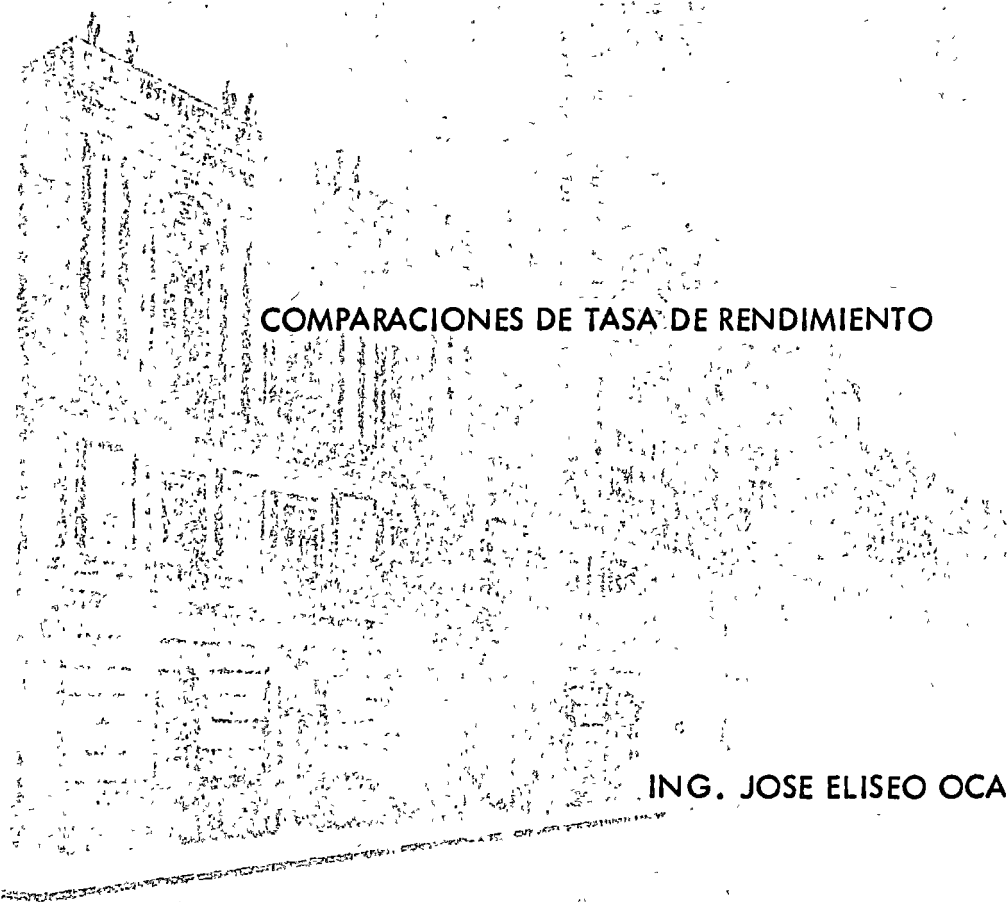 COMPARACIONES DE TASA DE RENDIMIENTO
ING. JOSE ELISEO OCA